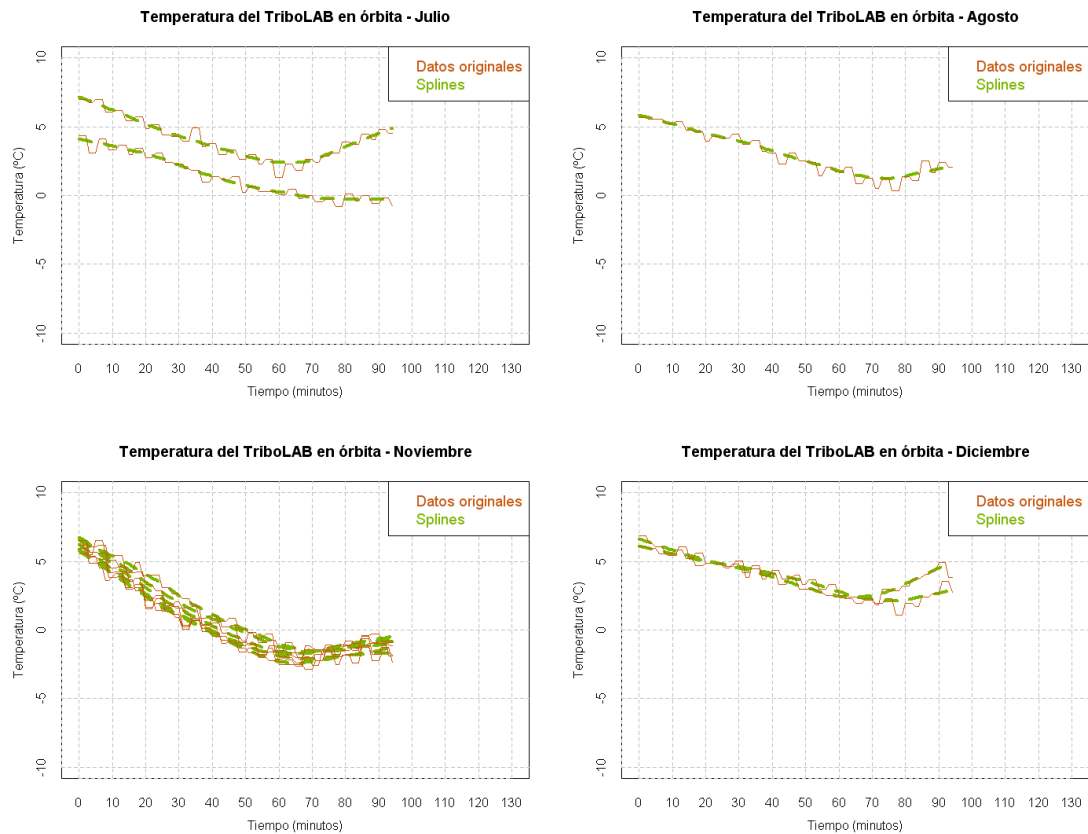 Temperatura del TriboLAB en órbita - Julio
Datos originales
Splines
Temperatura (ºC)
10
5
0
-5
-10
0 10 20 30 40 50 60 70 80 90 100 110 120 130
Tiempo (minutos)
Temperatura del TriboLAB en órbita - Agosto
Datos originales
Splines
Temperatura (ºC)
10
5
0
-5
-10
0 10 20 30 40 50 60 70 80 90 100 110 120 130
Tiempo (minutos)
Temperatura del TriboLAB en órbita - Noviembre
Datos originales
Splines
Temperatura (ºC)
10
5
0
-5
-10
0 10 20 30 40 50 60 70 80 90 100 110 120 130
Tiempo (minutos)
Temperatura del TriboLAB en órbita - Diciembre
Datos originales
Splines
Temperatura (ºC)
10
5
0
-5
-10
0 10 20 30 40 50 60 70 80 90 100 110 120 130
Tiempo (minutos)